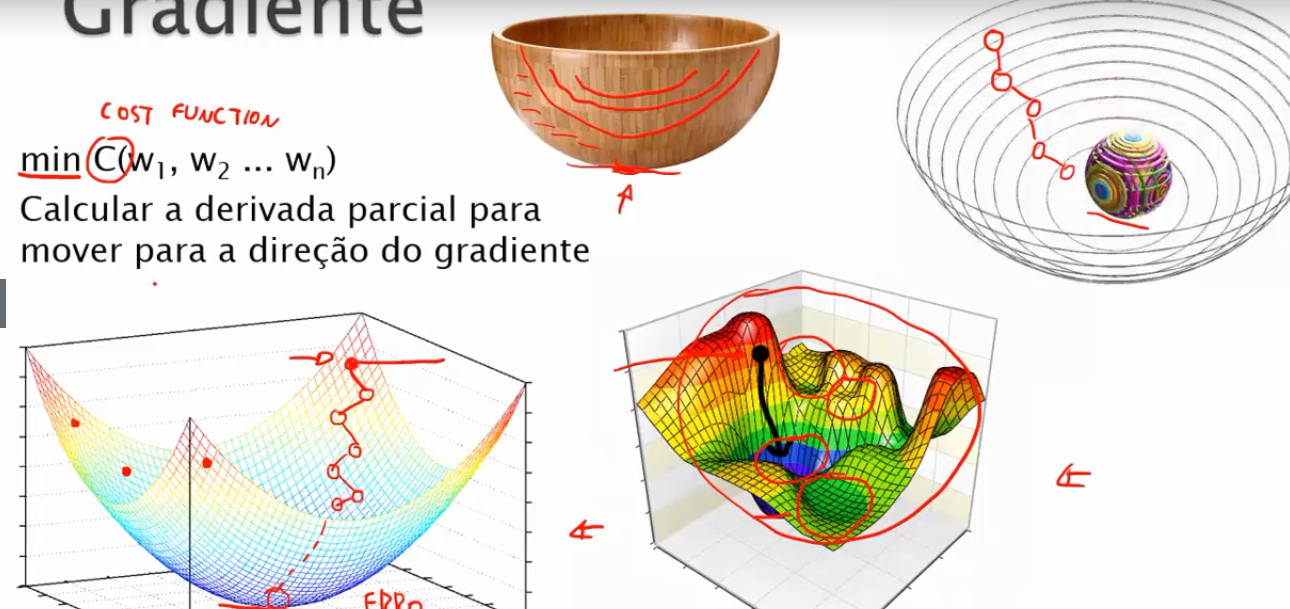 Gradiente
COST FUNCTION
min C(w₁, w₂ ... wₙ)
Calcular a derivada parcial para
mover para a direção do gradiente
ERRO